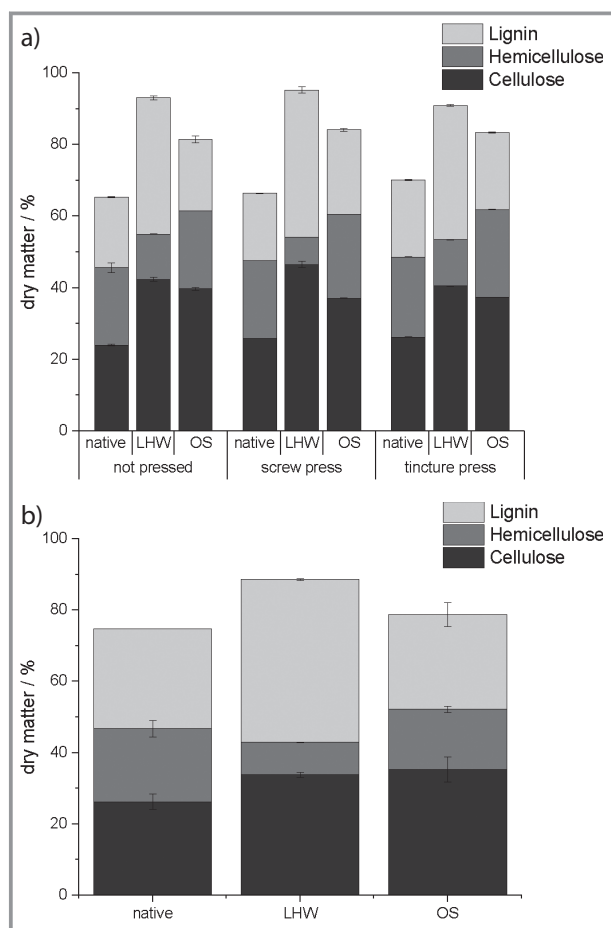 a)
Lignin
Hemicellulose
Cellulose
100
80
60
40
20
0
dry matter / %
native LHW OS native LHW OS native LHW OS
not pressed screw press tincture press
b)
Lignin
Hemicellulose
Cellulose
100
80
60
40
20
0
dry matter / %
native LHW OS